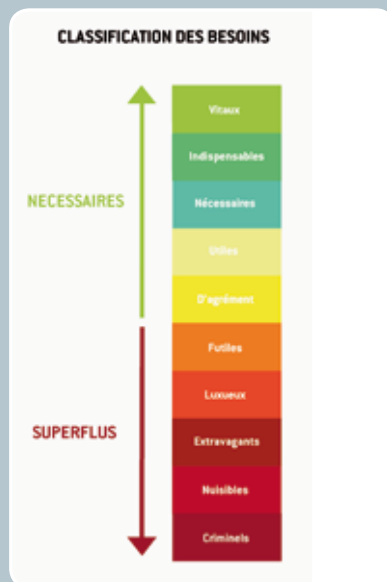 CLASSIFICATION DES BESOINS
Vitaux
Indispensables
NECESSAIRES
Nécessaires
Utiles
D'agrément
Futiles
Luxueux
SUPERFLUS
Extravagants
Nuisibles
Criminels